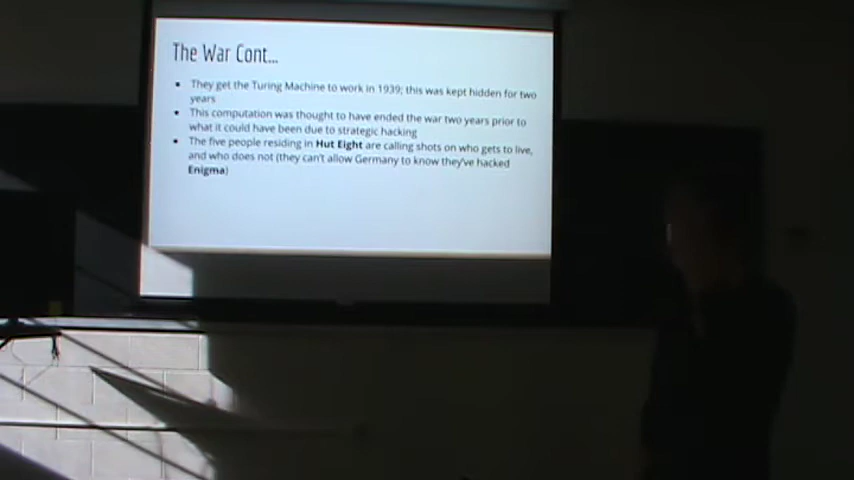 The War Cont...
They get the Turing Machine to work in 1939; this was kept hidden for two
years
This computation was thought to have ended the war two years prior to
what it could have been due to strategic hacking
The five people residing in Hut Eight are calling shots on who gets to live,
and who does not (they can't allow Germany to know they've hacked
Enigma)